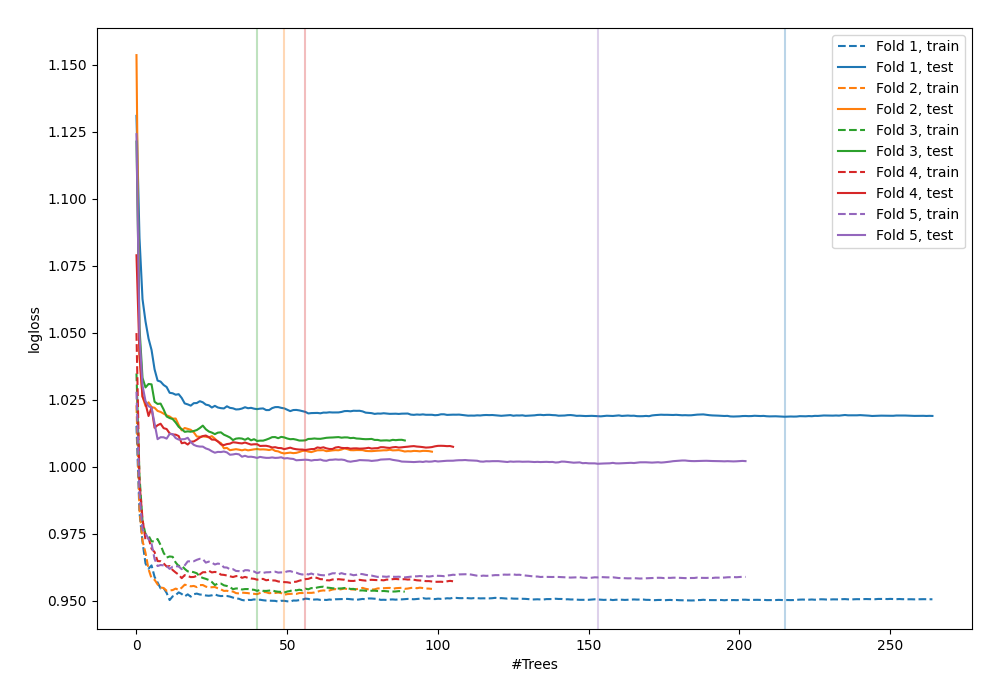 1.150
1.125
1.100
1.075
1.050
1.025
1.000
0.975
0.950
logloss
0
50
100
150
200
250
#Trees
Fold 1, train
Fold 1, test
Fold 2, train
Fold 2, test
Fold 3, train
Fold 3, test
Fold 4, train
Fold 4, test
Fold 5, train
Fold 5, test